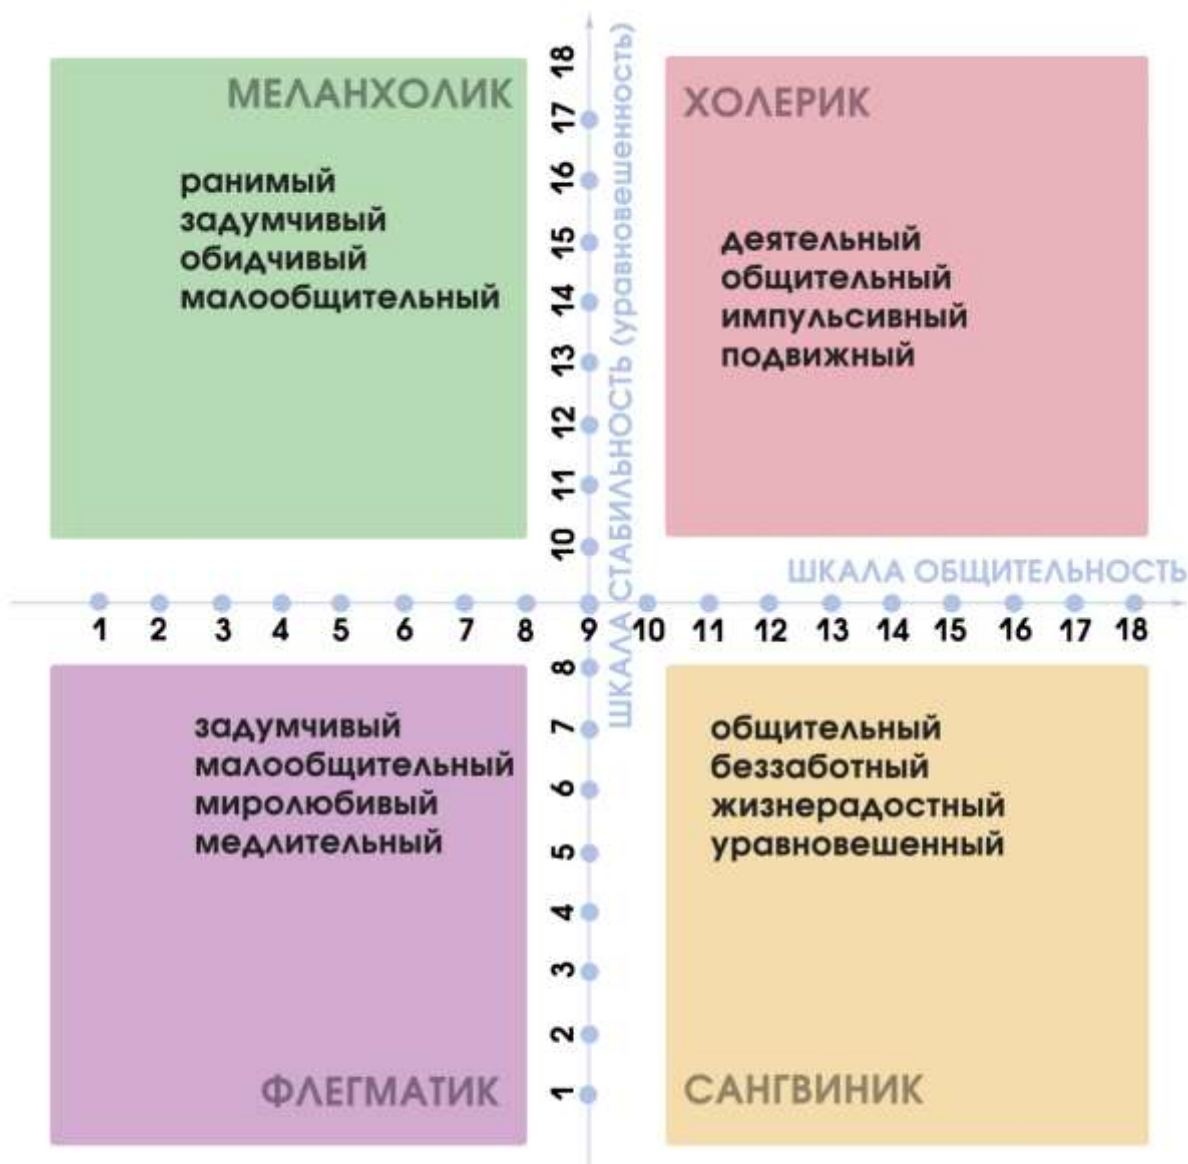 МЕЛАНХОЛИК
ранимый
задумчивый
обидчивый
малообщительный
18
17
16
15
14
13
12
11
10
ШКАЛА СТАБИЛЬНОСТЬ (уравновешенность)
ХОЛЕРИК
деятельный
общительный
импульсивный
подвижный
ШКАЛА ОБЩИТЕЛЬНОСТЬ
1 2 3 4 5 6 7 8 9 10 11 12 13 14 15 16 17 18
задумчивый
малообщительный
миролюбивый
медлительный
ФЛЕГМАТИК
8
7
6
5
4
3
2
1
общительный
беззаботный
жизнерадостный
уравновешенный
САНГВИНИК